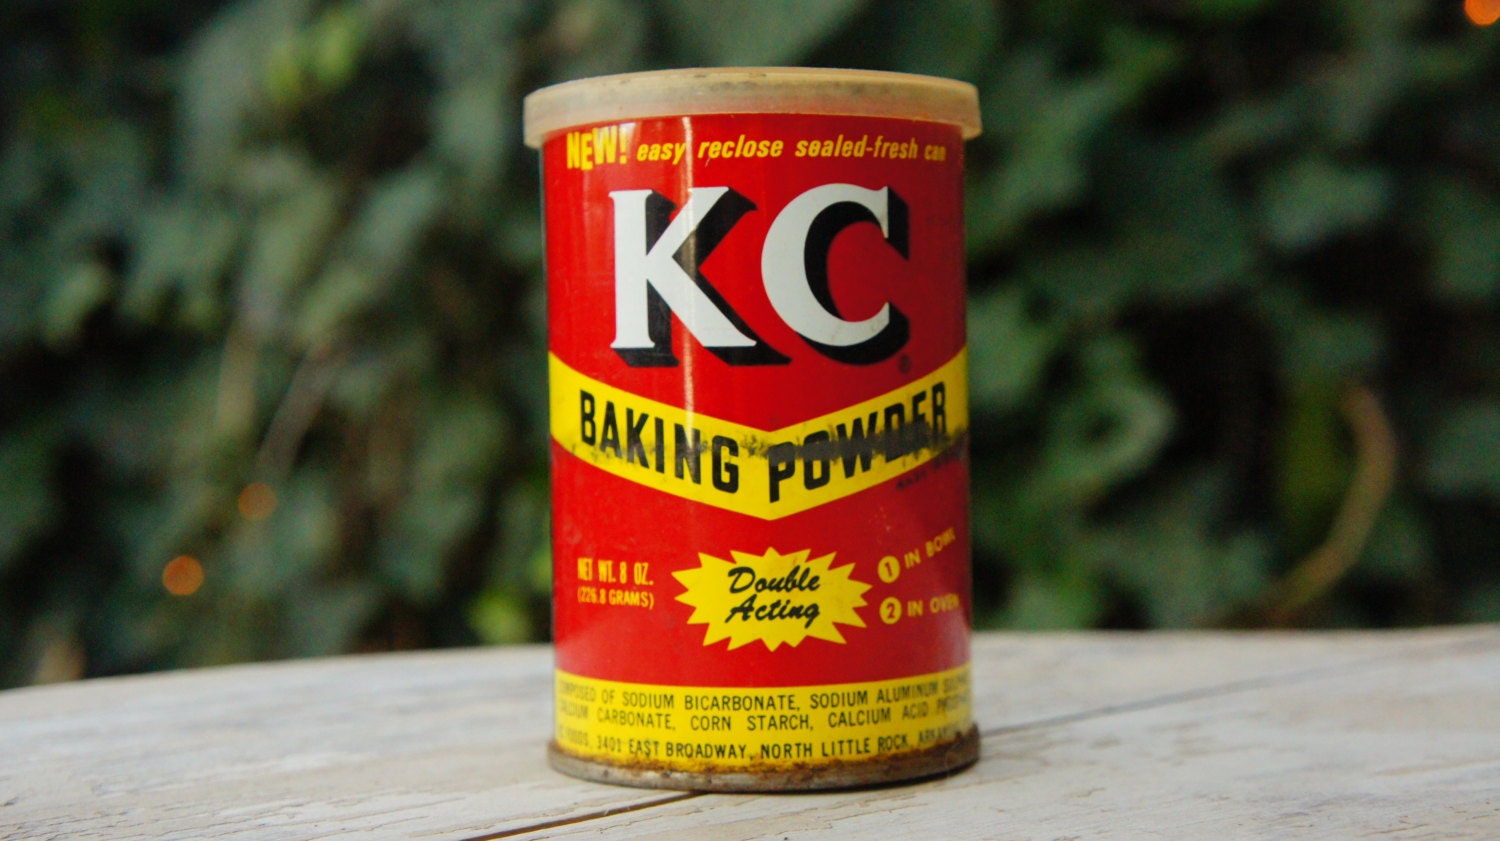 NEW! easy reclose sealed-fresh can
KC
®
BAKING POWDER
NET WT. 8 OZ.
(226.8 GRAMS)
Double
Acting
1 IN BOWL
2 IN OVEN
OF SODIUM BICARBONATE, SODIUM ALUMINUM
CARBONATE, CORN STARCH, CALCIUM ACID
FOODS, 3401 EAST BROADWAY, NORTH LITTLE ROCK,